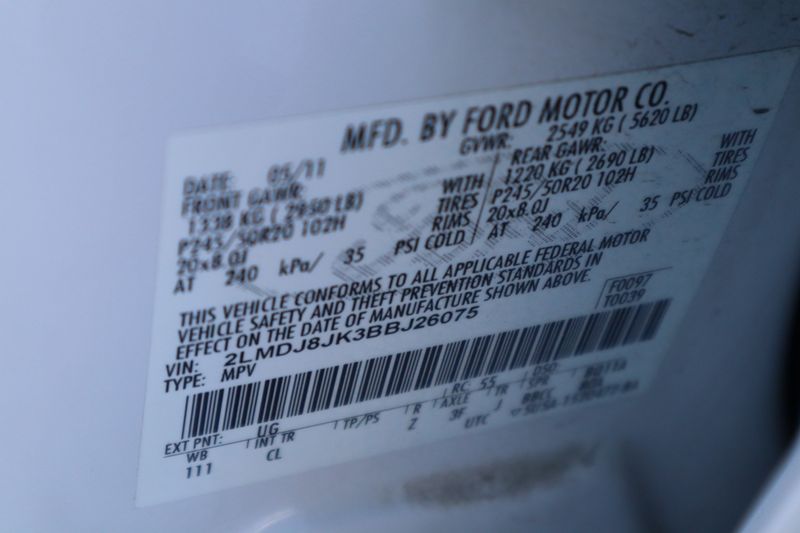 MFD. BY FORD MOTOR CO.
DATE: 05/11
GVWR: 2549 KG ( 5620 LB)
FRONT GAWR:
1338 KG ( 2950 LB)
P245/50R20 102H
20x8.0J
AT 240 kPa/ 35 PSI COLD
WITH
TIRES
RIMS
REAR GAWR:
1220 KG ( 2690 LB)
P245/50R20 102H
20x8.0J
AT 240 kPa/ 35 PSI COLD
WITH
TIRES
RIMS
THIS VEHICLE CONFORMS TO ALL APPLICABLE FEDERAL MOTOR
VEHICLE SAFETY AND THEFT PREVENTION STANDARDS IN
EFFECT ON THE DATE OF MANUFACTURE SHOWN ABOVE.
F0097
T0039
VIN: 2LMDJ8JK3BBJ26075
TYPE: MPV
EXT PNT: UG RC: 55 DSO:
WB INT TR TP/PS R AXLE TR SPR
111 CL Z 3F J
UTC